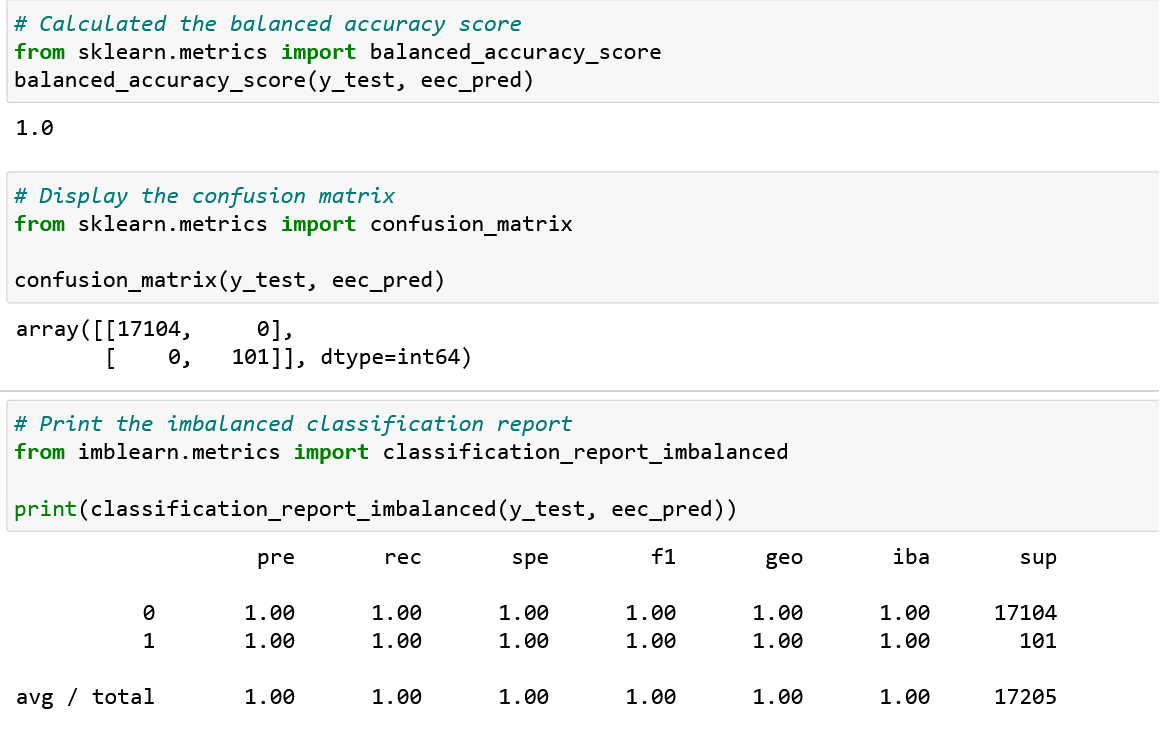 # Calculated the balanced accuracy score
from sklearn.metrics import balanced_accuracy_score
balanced_accuracy_score(y_test, eec_pred)
1.0
# Display the confusion matrix
from sklearn.metrics import confusion_matrix
confusion_matrix(y_test, eec_pred)
array([[17104,     0],
       [    0,   101]], dtype=int64)
# Print the imbalanced classification report
from imblearn.metrics import classification_report_imbalanced
print(classification_report_imbalanced(y_test, eec_pred))
                   pre       rec       spe        f1       geo       iba       sup
          0       1.00      1.00      1.00      1.00      1.00      1.00     17104
          1       1.00      1.00      1.00      1.00      1.00      1.00       101
avg / total       1.00      1.00      1.00      1.00      1.00      1.00     17205